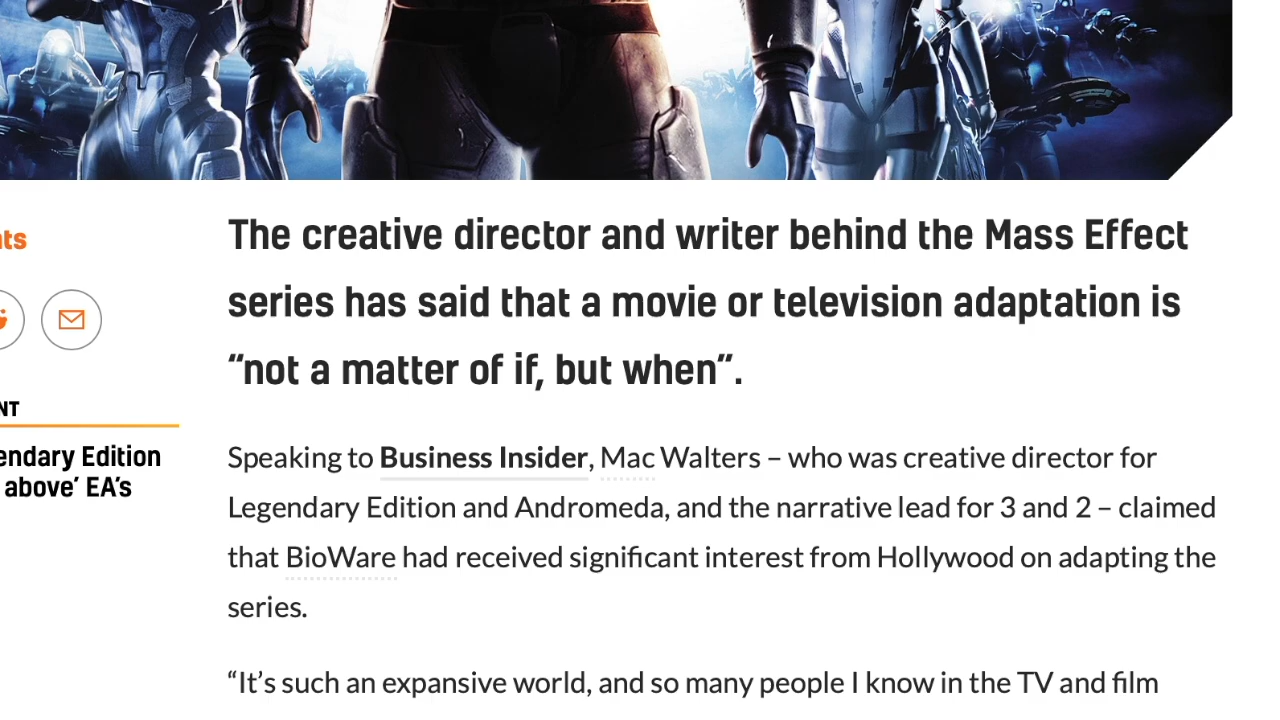 The creative director and writer behind the Mass Effect
series has said that a movie or television adaptation is
“not a matter of if, but when”.
Speaking to Business Insider, Mac Walters – who was creative director for
Legendary Edition and Andromeda, and the narrative lead for 3 and 2 – claimed
that BioWare had received significant interest from Hollywood on adapting the
series.
“It’s such an expansive world, and so many people I know in the TV and film
nts
NT
endary Edition
above’ EA’s